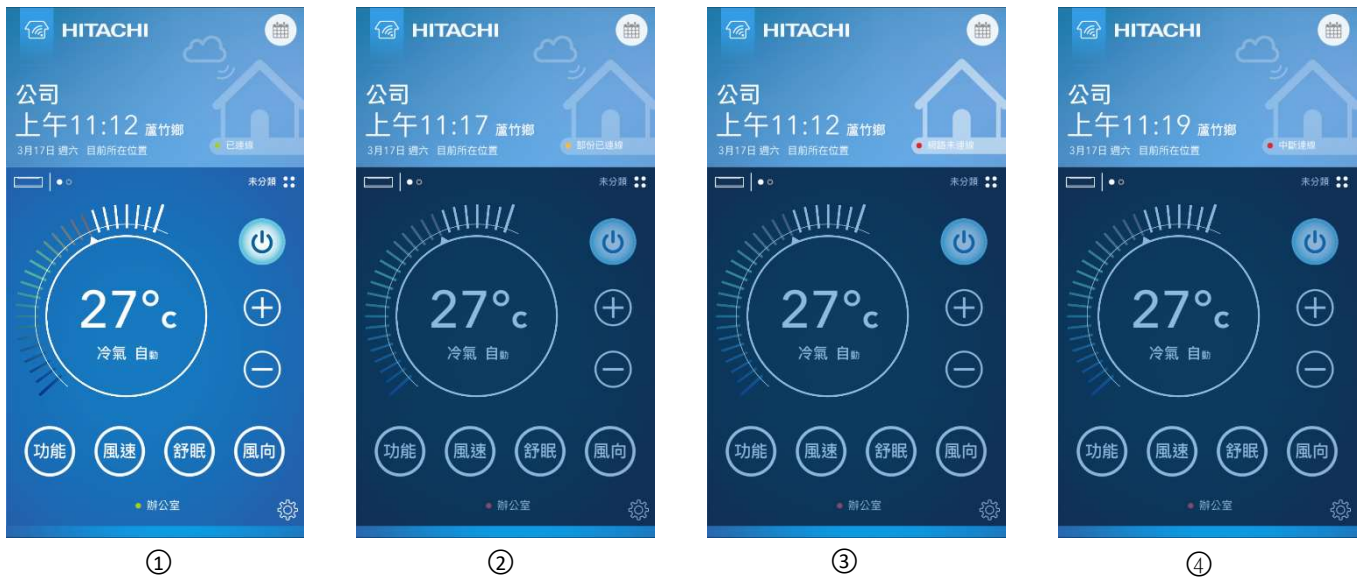 HITACHI
公司
上午11:12 蘆竹鄉
3月17日 週六 目前所在位置
已連線
未分類
27°c
冷氣 自動
功能 風速 舒眠 風向
辦公室
①
HITACHI
公司
上午11:17 蘆竹鄉
3月17日 週六 目前所在位置
部份已連線
未分類
27°c
冷氣 自動
功能 風速 舒眠 風向
辦公室
②
HITACHI
公司
上午11:12 蘆竹鄉
3月17日 週六 目前所在位置
網路未連線
未分類
27°c
冷氣 自動
功能 風速 舒眠 風向
辦公室
③
HITACHI
公司
上午11:19 蘆竹鄉
3月17日 週六 目前所在位置
中斷連線
未分類
27°c
冷氣 自動
功能 風速 舒眠 風向
辦公室
④